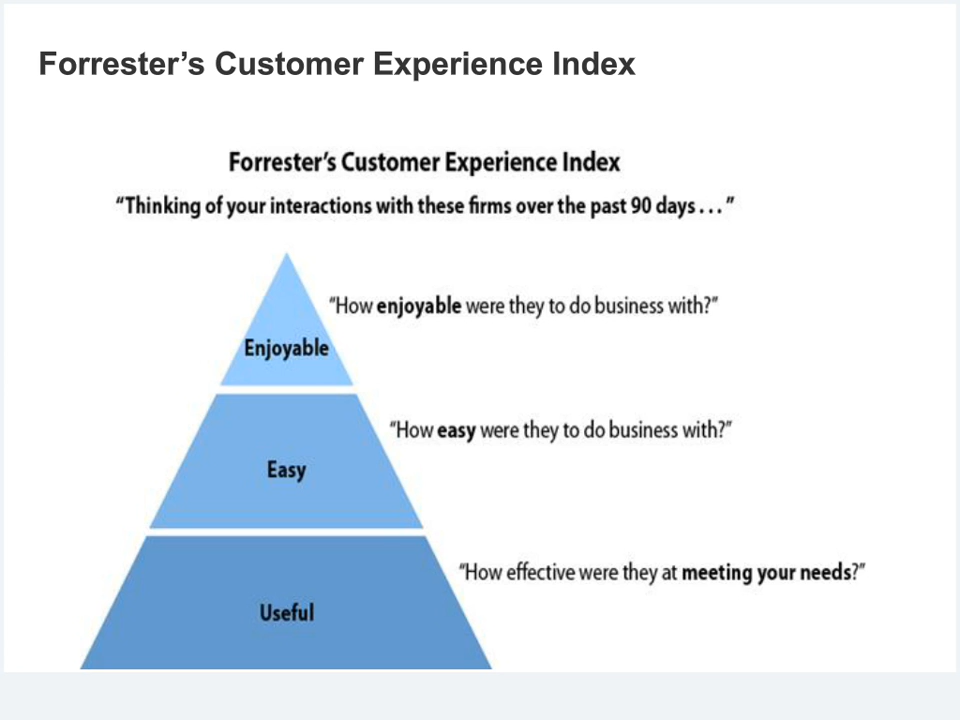 Forrester’s Customer Experience Index
Forrester’s Customer Experience Index
“Thinking of your interactions with these firms over the past 90 days . . . ”
“How enjoyable were they to do business with?”
Enjoyable
“How easy were they to do business with?”
Easy
“How effective were they at meeting your needs?”
Useful